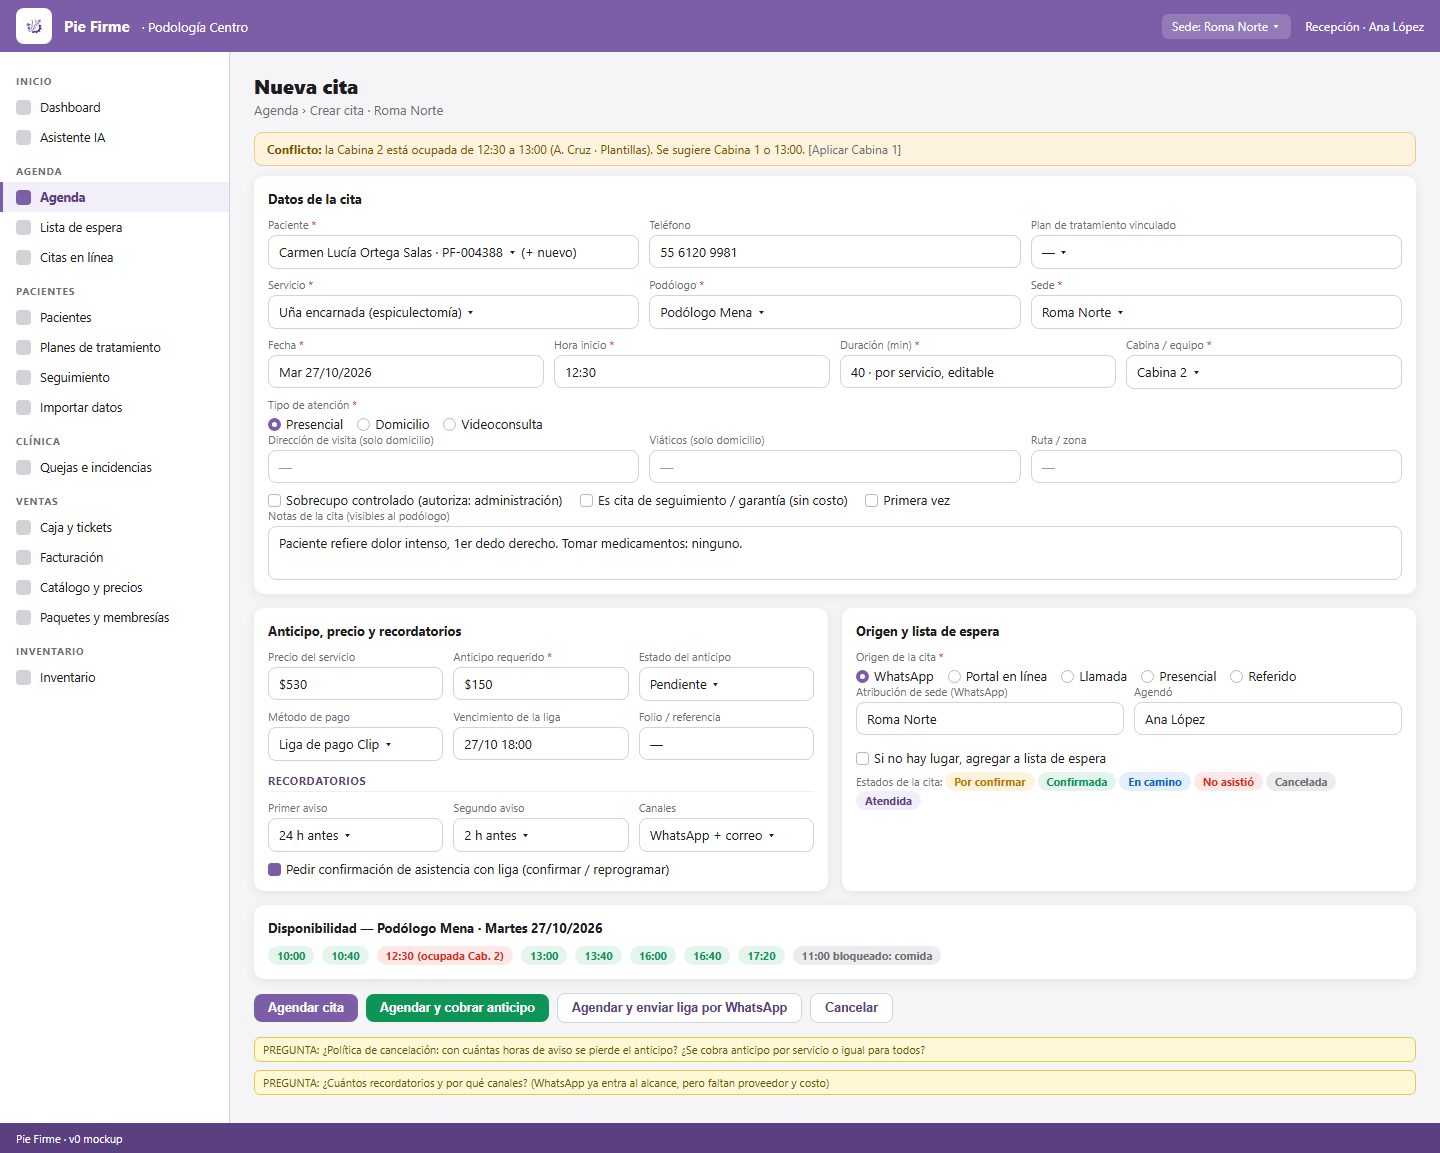 Pie Firme · Podología Centro
Sede: Roma Norte ▾
Recepción · Ana López
INICIO
Dashboard
Asistente IA
AGENDA
Agenda
Lista de espera
Citas en línea
PACIENTES
Pacientes
Planes de tratamiento
Seguimiento
Importar datos
CLÍNICA
Quejas e incidencias
VENTAS
Caja y tickets
Facturación
Catálogo y precios
Paquetes y membresías
INVENTARIO
Inventario
Nueva cita
Agenda › Crear cita · Roma Norte
Conflicto: la Cabina 2 está ocupada de 12:30 a 13:00 (A. Cruz · Plantillas). Se sugiere Cabina 1 o 13:00. [Aplicar Cabina 1]
Datos de la cita
Paciente *
Carmen Lucía Ortega Salas · PF-004388 ▾ (+ nuevo)
Teléfono
55 6120 9981
Plan de tratamiento vinculado
— ▾
Servicio *
Uña encarnada (espiculectomía) ▾
Podólogo *
Podólogo Mena ▾
Sede *
Roma Norte ▾
Fecha *
Mar 27/10/2026
Hora inicio *
12:30
Duración (min) *
40 · por servicio, editable
Cabina / equipo *
Cabina 2 ▾
Tipo de atención *
Presencial
Domicilio
Videoconsulta
Dirección de visita (solo domicilio)
—
Viáticos (solo domicilio)
—
Ruta / zona
—
Sobrecupo controlado (autoriza: administración)
Es cita de seguimiento / garantía (sin costo)
Primera vez
Notas de la cita (visibles al podólogo)
Paciente refiere dolor intenso, 1er dedo derecho. Tomar medicamentos: ninguno.
Anticipo, precio y recordatorios
Precio del servicio
$530
Anticipo requerido *
$150
Estado del anticipo
Pendiente ▾
Método de pago
Liga de pago Clip ▾
Vencimiento de la liga
27/10 18:00
Folio / referencia
—
RECORDATORIOS
Primer aviso
24 h antes ▾
Segundo aviso
2 h antes ▾
Canales
WhatsApp + correo ▾
Pedir confirmación de asistencia con liga (confirmar / reprogramar)
Origen y lista de espera
Origen de la cita *
WhatsApp
Portal en línea
Llamada
Presencial
Referido
Atribución de sede (WhatsApp)
Roma Norte
Agendó
Ana López
Si no hay lugar, agregar a lista de espera
Estados de la cita: Por confirmar Confirmada En camino No asistió Cancelada
Atendida
Disponibilidad — Podólogo Mena · Martes 27/10/2026
10:00 10:40 12:30 (ocupada Cab. 2) 13:00 13:40 16:00 16:40 17:20 11:00 bloqueado: comida
Agendar cita
Agendar y cobrar anticipo
Agendar y enviar liga por WhatsApp
Cancelar
PREGUNTA: ¿Política de cancelación: con cuántas horas de aviso se pierde el anticipo? ¿Se cobra anticipo por servicio o igual para todos?
PREGUNTA: ¿Cuántos recordatorios y por qué canales? (WhatsApp ya entra al alcance, pero faltan proveedor y costo)
Pie Firme · v0 mockup